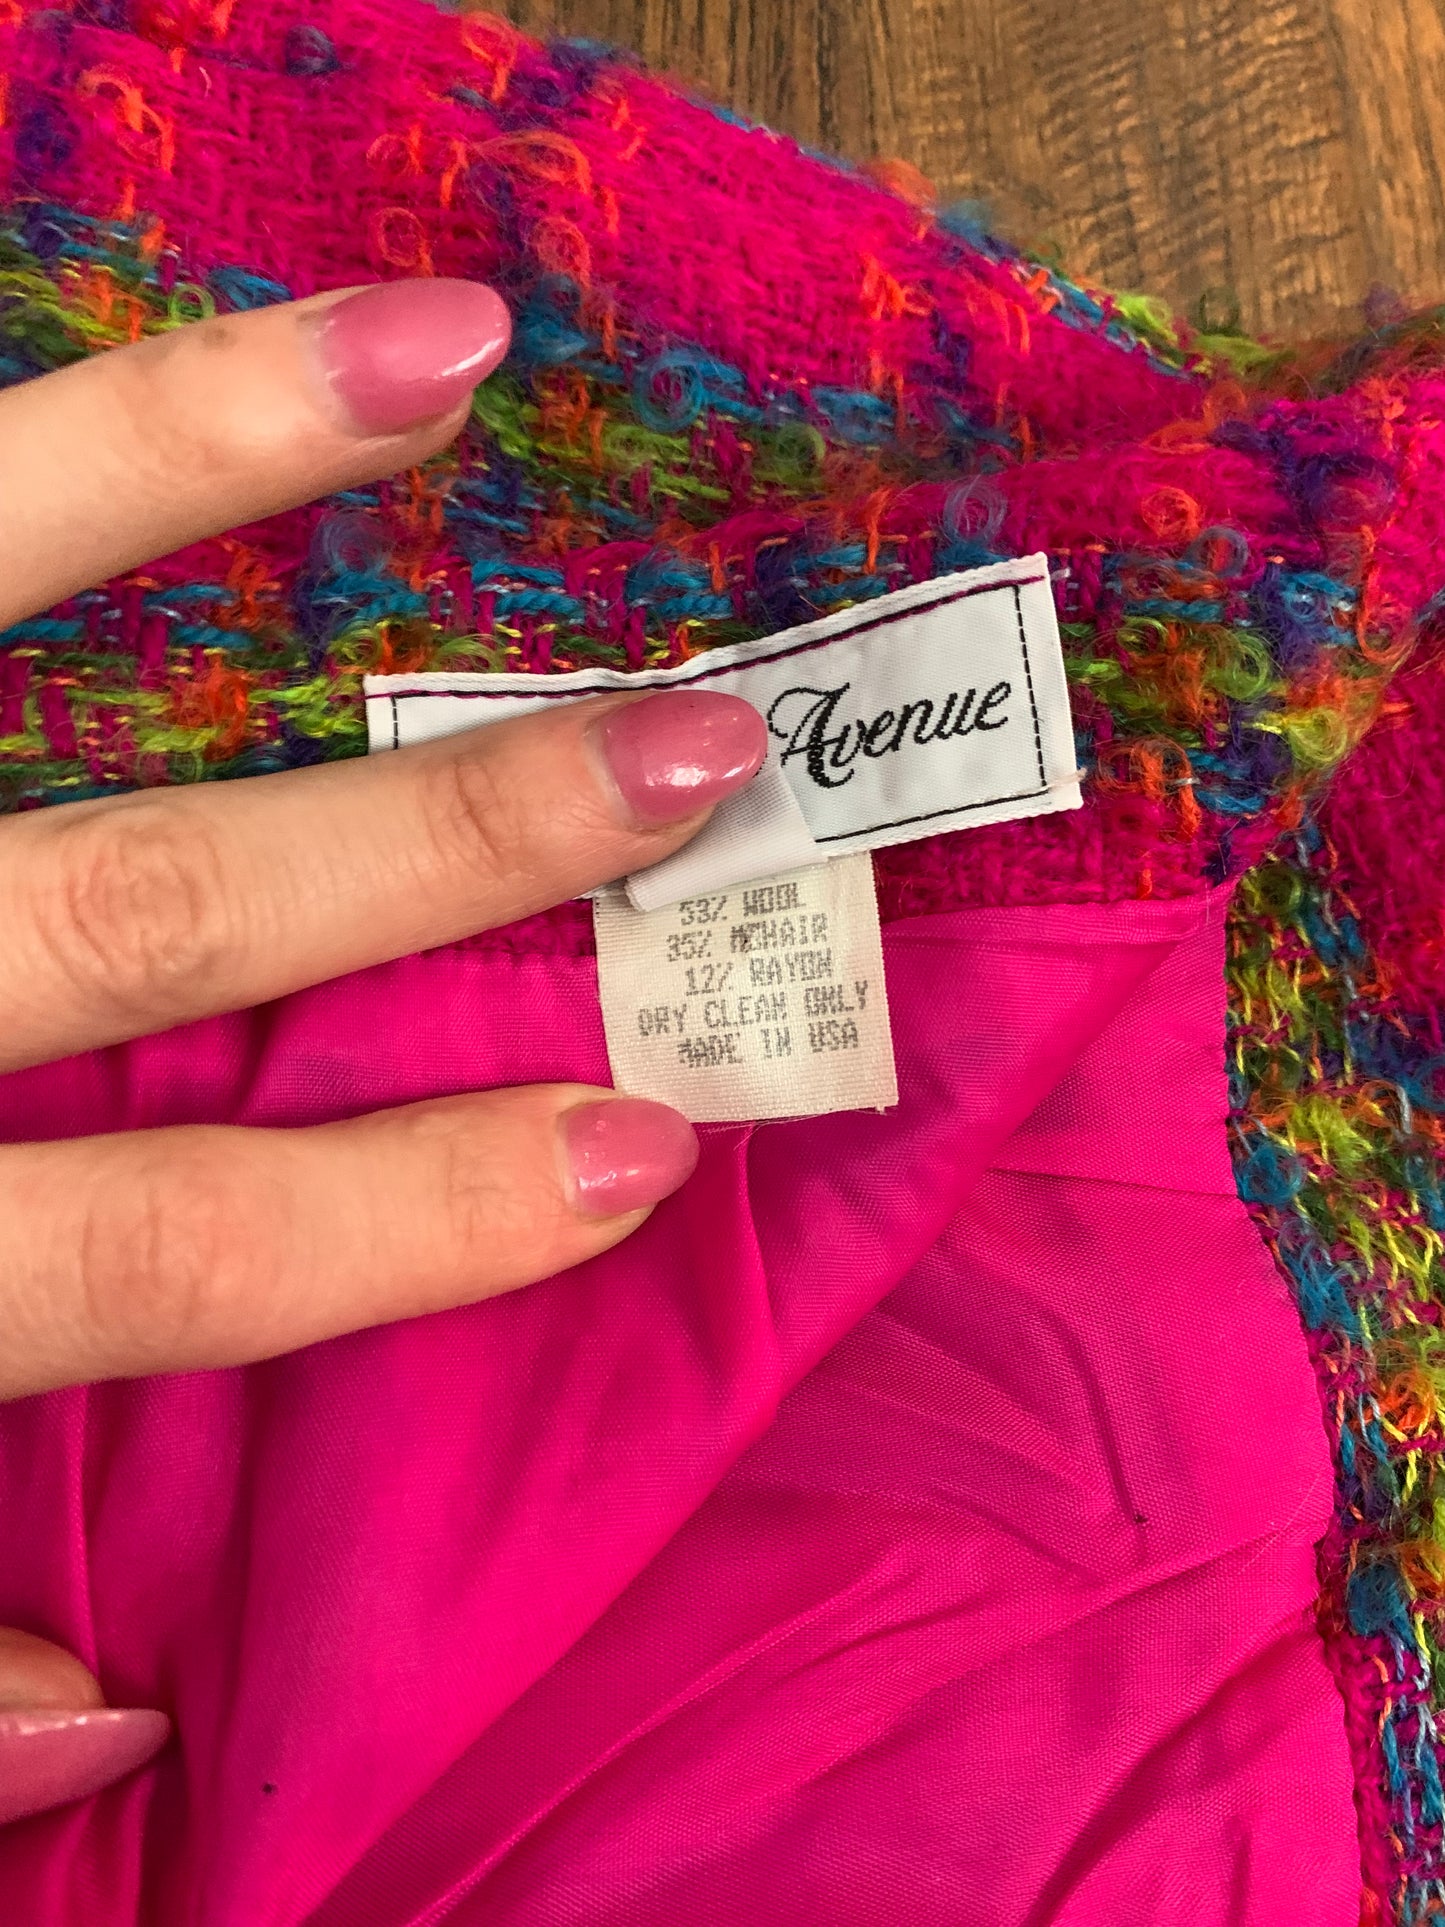 Avenue
53% WOOL
35% MOHAIR
12% RAYON
DRY CLEAN ONLY
MADE IN USA